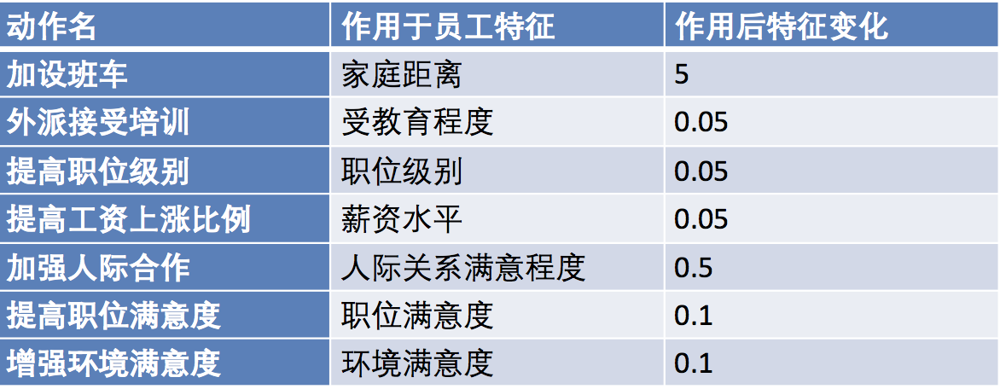 动作名 作用于员工特征 作用后特征变化
加设班车 家庭距离 5
外派接受培训 受教育程度 0.05
提高职位级别 职位级别 0.05
提高工资上涨比例 薪资水平 0.05
加强人际合作 人际关系满意程度 0.5
提高职位满意度 职位满意度 0.1
增强环境满意度 环境满意度 0.1